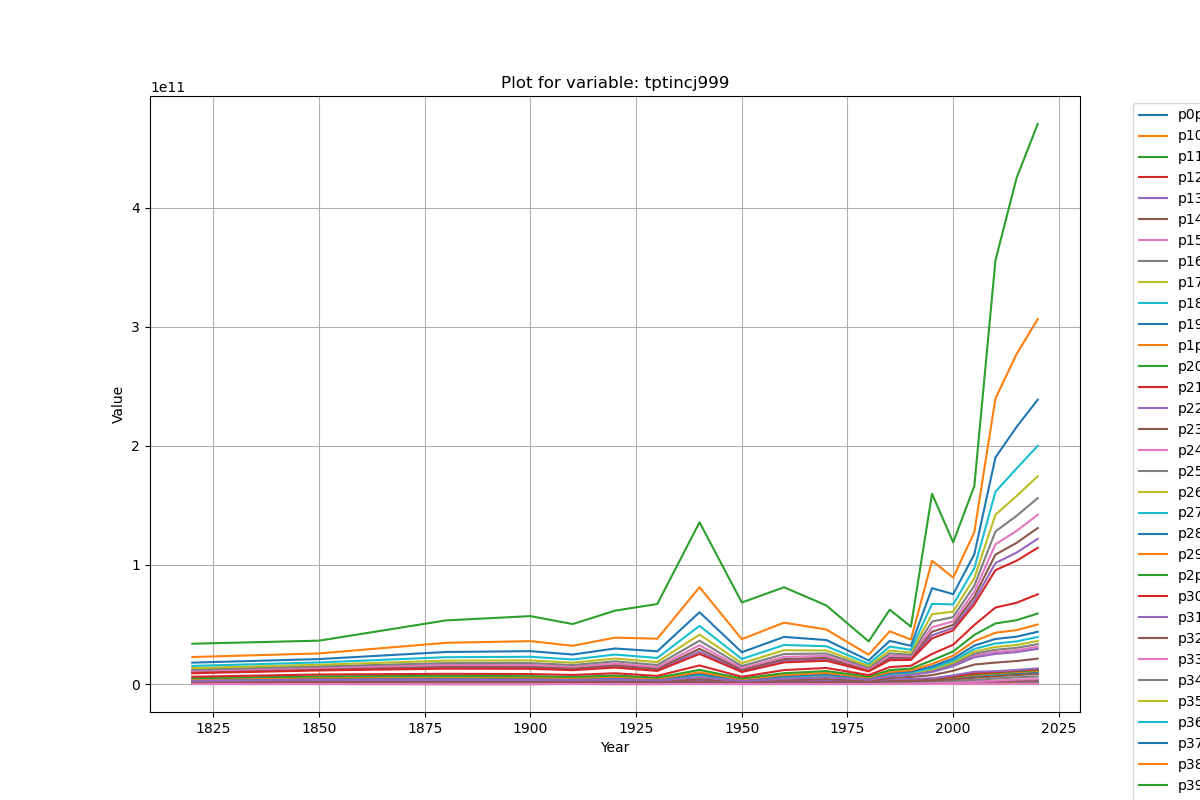 Plot for variable: tptincj999
1e11
4
3
2
1
0
Value
1825
1850
1875
1900
1925
1950
1975
2000
2025
Year
p0p
p10
p11
p12
p13
p14
p15
p16
p17
p18
p19
p1p
p20
p21
p22
p23
p24
p25
p26
p27
p28
p29
p2p
p30
p31
p32
p33
p34
p35
p36
p37
p38
p39